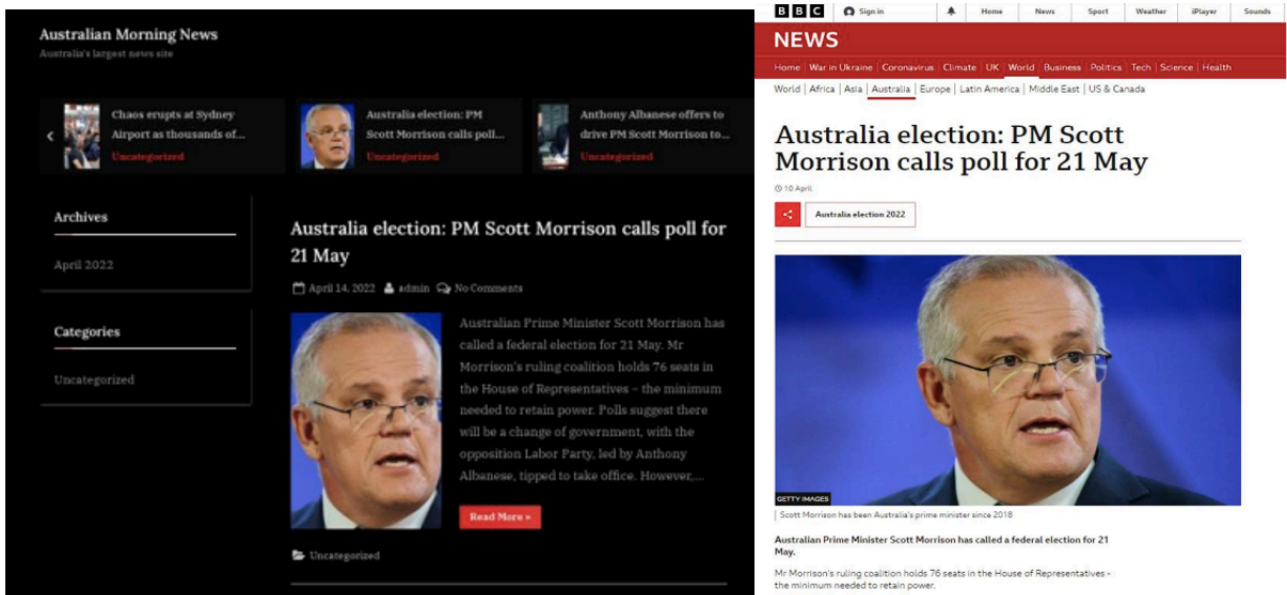 Australian Morning News
Australia's largest news site
Chaos erupts at Sydney
Airport as thousands of...
Uncategorized
Australia election: PM
Scott Morrison calls poll...
Uncategorized
Anthony Albanese offers to
drive PM Scott Morrison to...
Uncategorized
Archives
April 2022
Categories
Uncategorized
Australia election: PM Scott Morrison calls poll for
21 May
April 14, 2022 admin No Comments
Australian Prime Minister Scott Morrison has
called a federal election for 21 May. Mr
Morrison's ruling coalition holds 76 seats in
the House of Representatives – the minimum
needed to retain power. Polls suggest there
will be a change of government, with the
opposition Labor Party, led by Anthony
Albanese, tipped to take office. However,...
Read More »
Uncategorized
BBC Sign in Home News Sport Weather iPlayer Sounds
NEWS
Home War in Ukraine Coronavirus Climate UK World Business Politics Tech Science Health
World Africa Asia Australia Europe Latin America Middle East US & Canada
Australia election: PM Scott
Morrison calls poll for 21 May
10 April
Australia election 2022
GETTY IMAGES
Scott Morrison has been Australia's prime minister since 2018
Australian Prime Minister Scott Morrison has called a federal election for 21
May.
Mr Morrison's ruling coalition holds 76 seats in the House of Representatives -
the minimum needed to retain power.